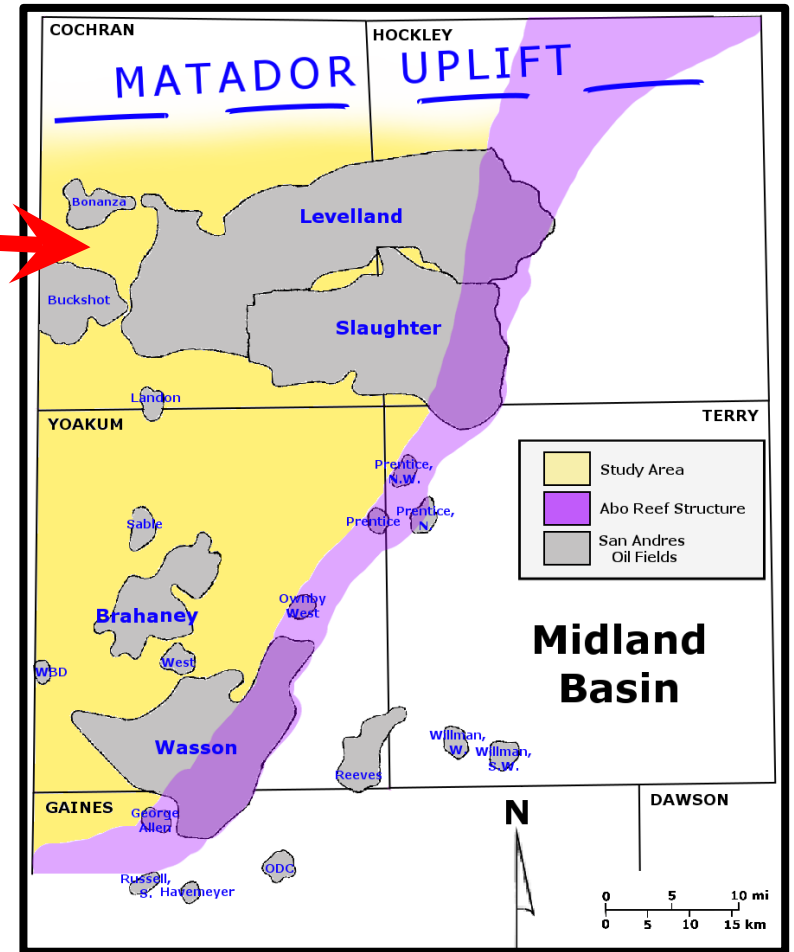 COCHRAN
HOCKLEY
MATADOR UPLIFT
Bonanza
Levelland
Buckshot
Slaughter
Landon
YOAKUM
TERRY
Prentice,
N.W.
Study Area
Abo Reef Structure
San Andres
Oil Fields
Sable
Prentice
Prentice,
N
Ownby
West
Brahaney
Midland
Basin
West
WBD
Wasson
Willman,
W.
Willman,
S.W.
Reeves
GAINES
DAWSON
George
Allen
N
ODC
Russell,
S.
Havemeyer
0 5 10 mi
0 5 10 15 km